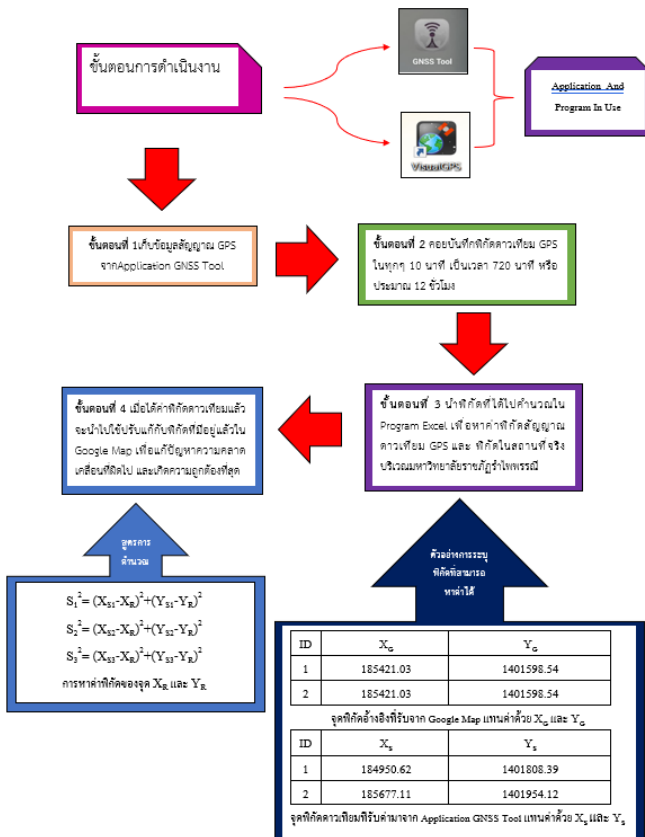 ขั้นตอนการดำเนินงาน
GNSS Tool
VisualGPS
Application And
Program In Use
ขั้นตอนที่ 1เก็บข้อมูลสัญญาณ GPS
จากApplication GNSS Tool
ขั้นตอนที่ 2 คอยบันทึกพิกัดดาวเทียม GPS
ในทุกๆ 10 นาที เป็นเวลา 720 นาที หรือ
ประมาณ 12 ชั่วโมง
ขั้นตอนที่ 3 นำพิกัดที่ได้ไปคำนวณใน
Program Excel เพื่อหาค่าพิกัดสัญญาณ
ดาวเทียม GPS และ พิกัดในสถานที่จริง
บริเวณมหาวิทยาลัยราชภัฏรำไพพรรณี
ขั้นตอนที่ 4 เมื่อได้ค่าพิกัดดาวเทียมแล้ว
จะนำไปใช้ปรับแก้กับพิกัดที่มีอยู่แล้วใน
Google Map เพื่อแก้ปัญหาความคลาด
เคลื่อนที่ผิดไป และเกิดความถูกต้องที่สุด
สูตรการ
คำนวณ
S₁²= (X_S1-X_R)²+(Y_S1-Y_R)²
S₂²= (X_S2-X_R)²+(Y_S2-Y_R)²
S₃²= (X_S3-X_R)²+(Y_S3-Y_R)²
การหาค่าพิกัดของจุด X_R และ Y_R
ตัวอย่างการระบุ
พิกัดที่สามารถ
หาค่าได้
ID X_G Y_G
1 185421.03 1401598.54
2 185421.03 1401598.54
จุดพิกัดอ้างอิงที่รับจาก Google Map แทนค่าด้วย X_G และ Y_G
ID X_S Y_S
1 184950.62 1401808.39
2 185677.11 1401954.12
จุดพิกัดดาวเทียมที่รับค่ามาจาก Application GNSS Tool แทนค่าด้วย X_S และ Y_S